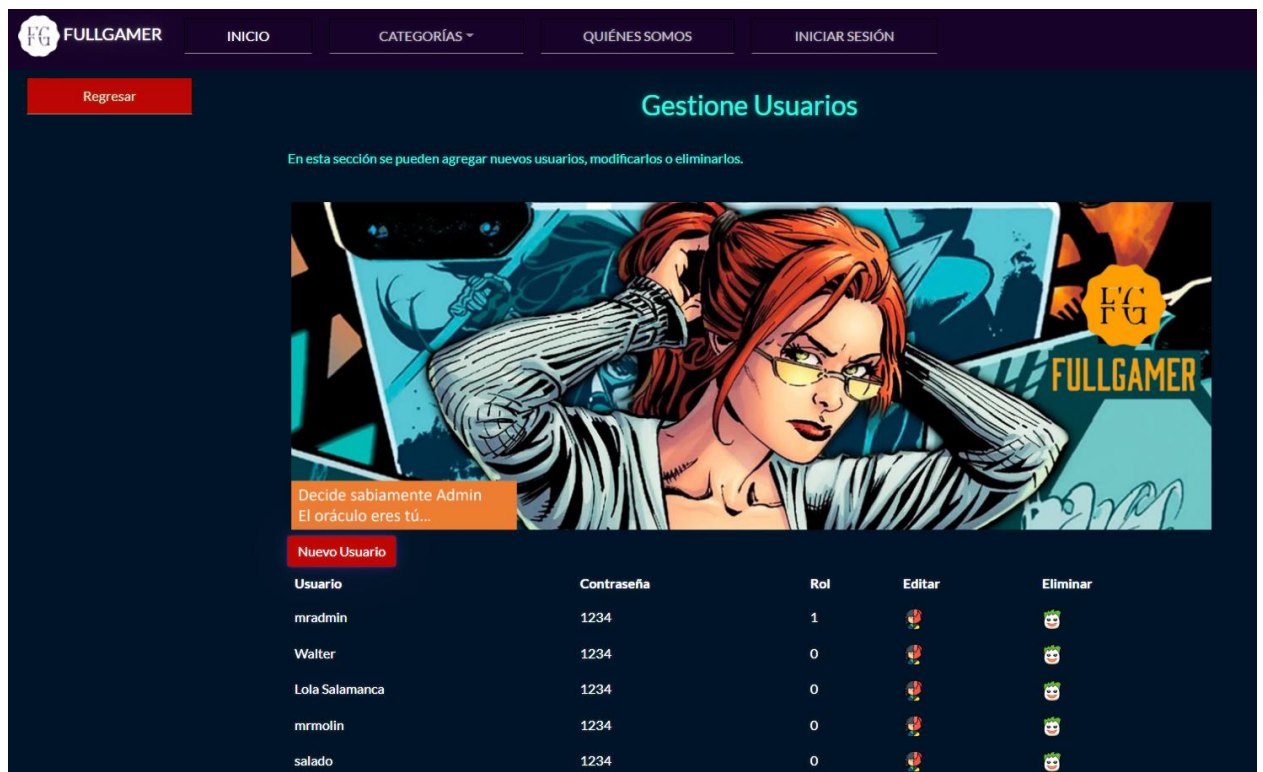 FG FULLGAMER INICIO CATEGORÍAS QUIÉNES SOMOS INICIAR SESIÓN
Regresar
Gestione Usuarios
En esta sección se pueden agregar nuevos usuarios, modificarlos o eliminarlos.
FG
FULLGAMER
Decide sabiamente Admin
El oráculo eres tú...
Nuevo Usuario
Usuario Contraseña Rol Editar Eliminar
mradmin 1234 1
Walter 1234 0
Lola Salamanca 1234 0
mrmolin 1234 0
salado 1234 0